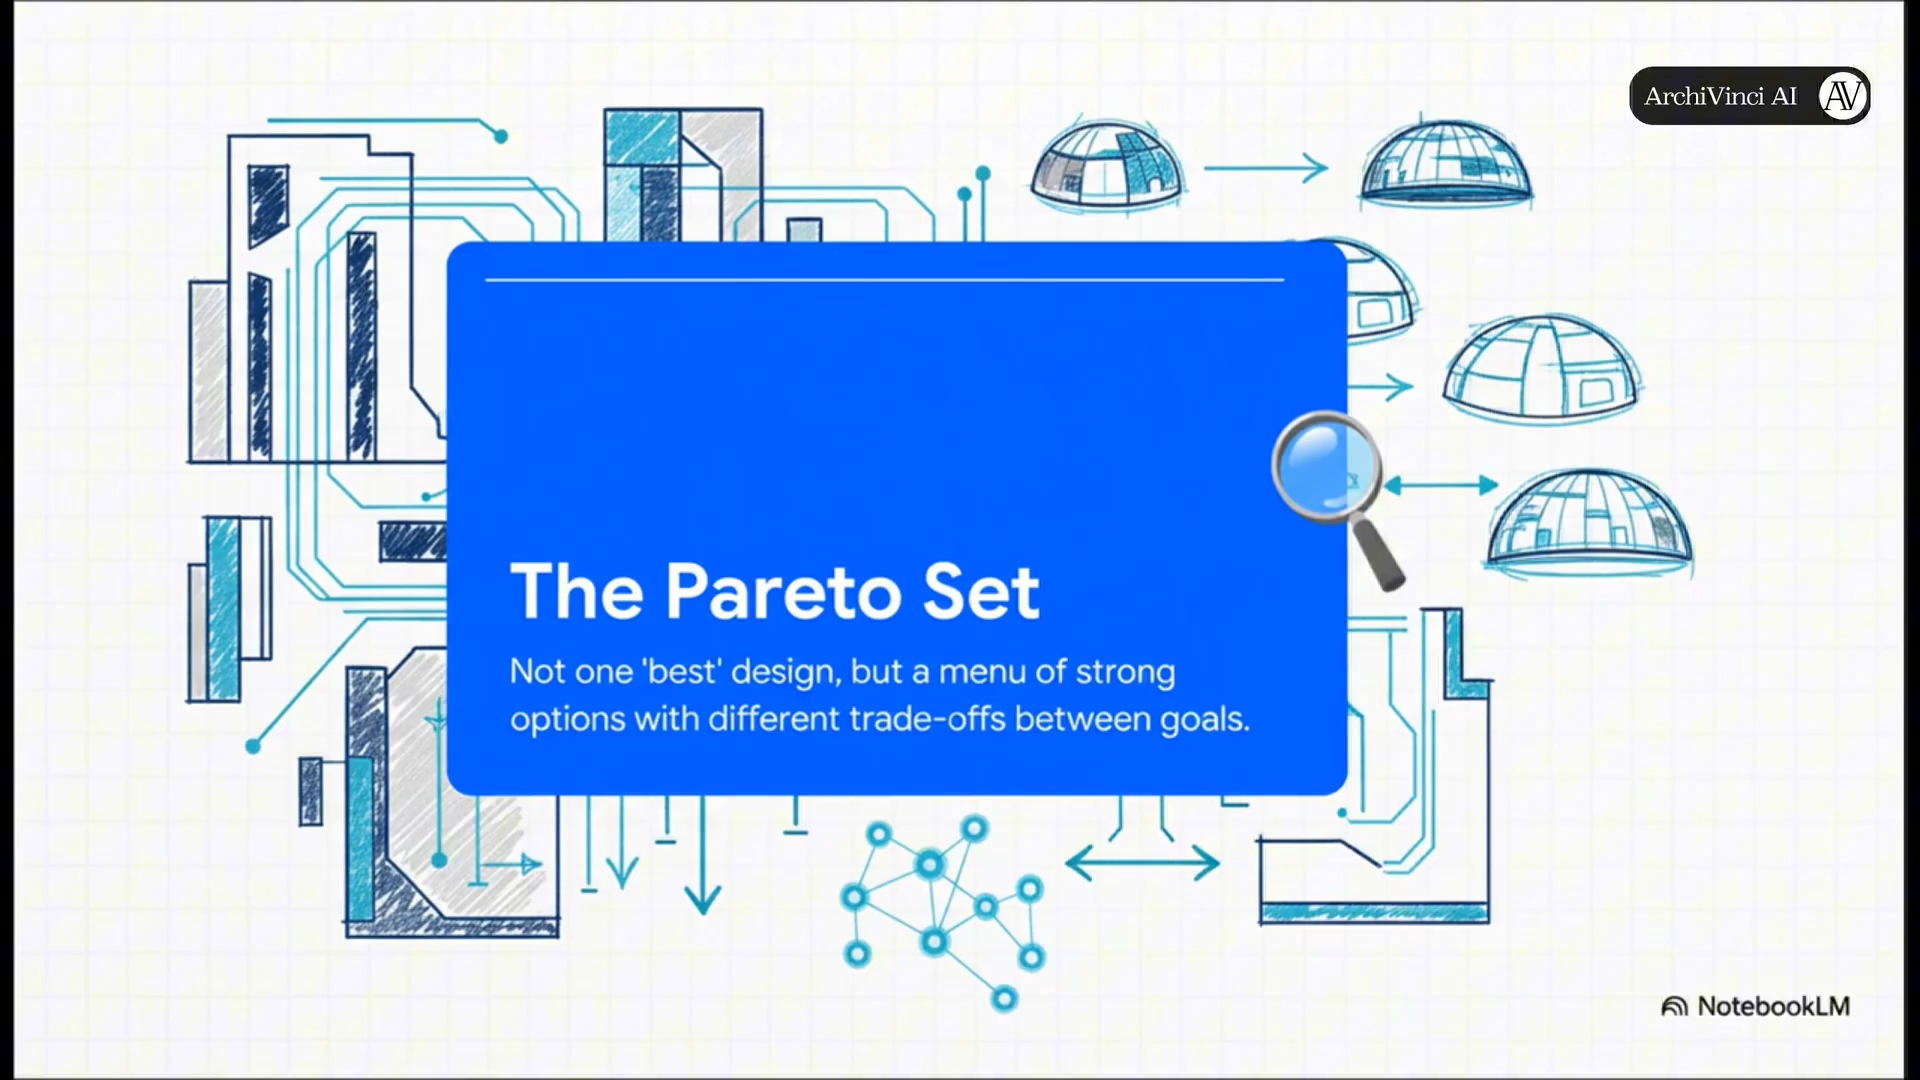 ArchiVinci AI AV
The Pareto Set
Not one 'best' design, but a menu of strong
options with different trade-offs between goals.
NotebookLM